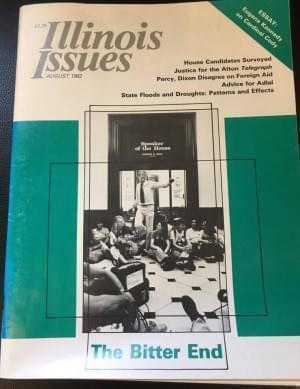 $1.25
Illinois
Issues
AUGUST 1982
ESSAY:
Eugene Kennedy
on Cardinal Cody
House Candidates Surveyed
Justice for the Alton Telegraph
Percy, Dixon Disagree on Foreign Aid
Advice for Adlai
State Floods and Droughts: Patterns and Effects
Speaker
of the House
The Bitter End